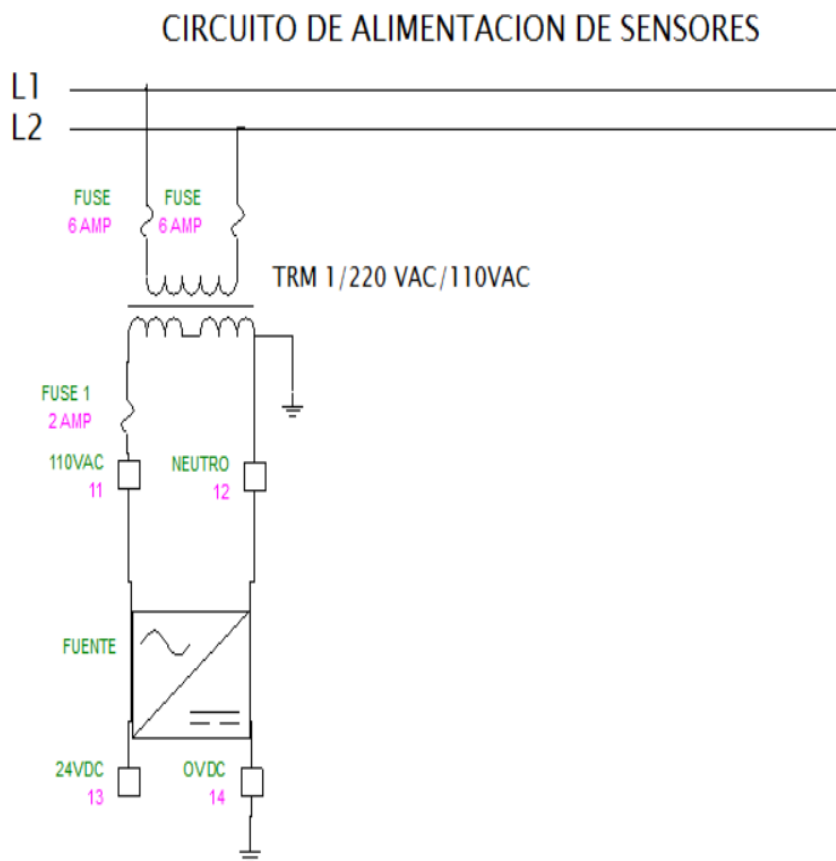 CIRCUITO DE ALIMENTACION DE SENSORES
L1
L2
FUSE FUSE
6 AMP 6 AMP
TRM 1/220 VAC/110VAC
FUSE 1
2 AMP
110VAC NEUTRO
11 12
FUENTE
24VDC 0VDC
13 14